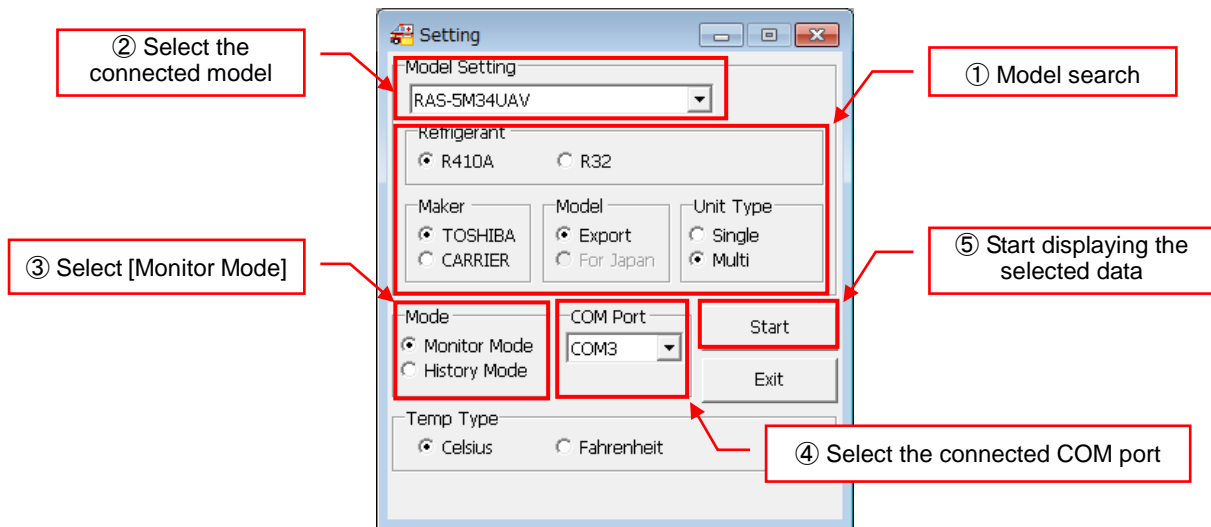 Setting
② Select the
connected model
Model Setting
RAS-5M34UAV
① Model search
Refrigerant
R410A
R32
Maker
TOSHIBA
CARRIER
Model
Export
For Japan
Unit Type
Single
Multi
③ Select [Monitor Mode]
⑤ Start displaying the
selected data
Mode
Monitor Mode
History Mode
COM Port
COM3
Start
Exit
Temp Type
Celsius
Fahrenheit
④ Select the connected COM port